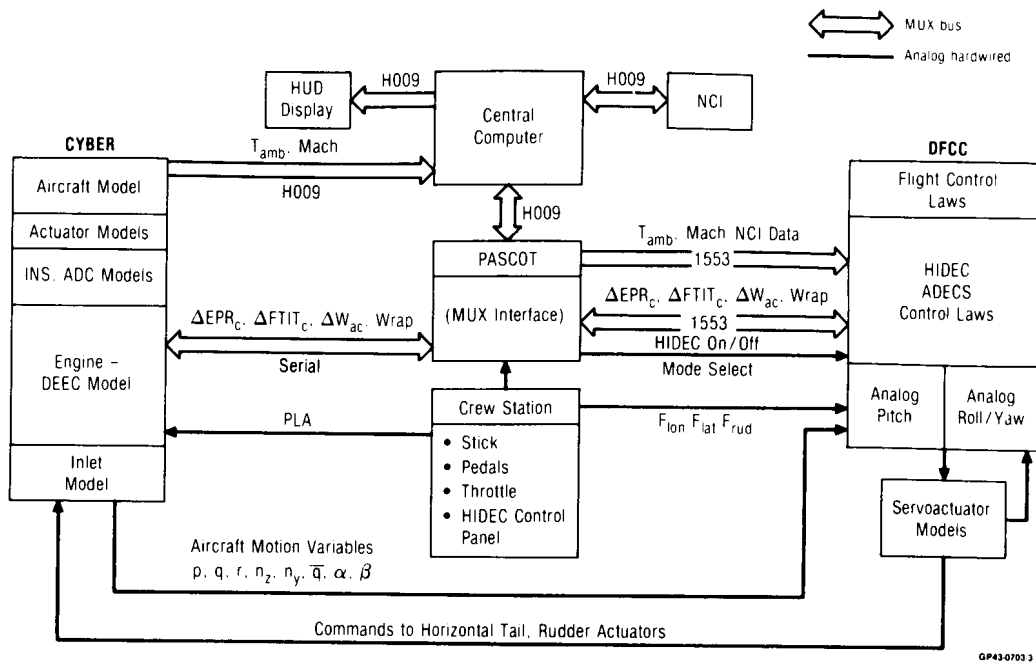 MUX bus
Analog hardwired
HUD
Display
H009
Central
Computer
H009
NCI
CYBER
T_amb, Mach
H009
Aircraft Model
Actuator Models
INS, ADC Models
Engine –
DEEC Model
Inlet
Model
H009
DFCC
Flight Control
Laws
HIDEC
ADECS
Control Laws
Analog
Pitch
Analog
Roll/Yaw
PASCOT
(MUX Interface)
T_amb, Mach NCI Data
1553
ΔEPR_c, ΔFTIT_c, ΔW_ac, Wrap
1553
HIDEC On/Off
Mode Select
ΔEPR_c, ΔFTIT_c, ΔW_ac, Wrap
Serial
PLA
Crew Station
• Stick
• Pedals
• Throttle
• HIDEC Control
Panel
F_lon F_lat F_rud
Servoactuator
Models
Aircraft Motion Variables
p, q, r, n_z, n_y, q̅, α, β
Commands to Horizontal Tail, Rudder Actuators
GP43-0703-3